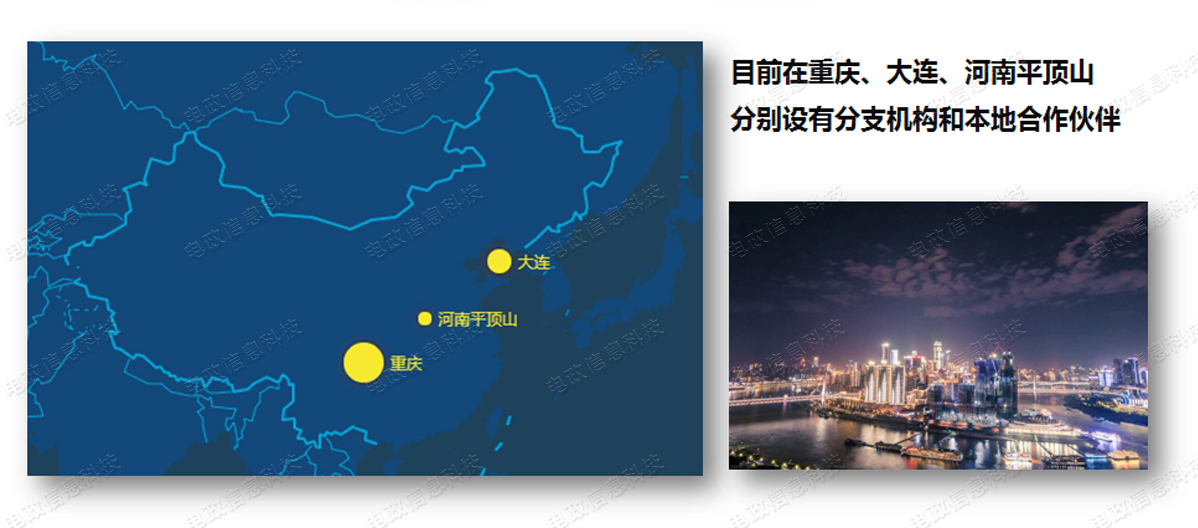 目前在重庆、大连、河南平顶山
分别设有分支机构和本地合作伙伴
大连
河南平顶山
重庆
电政信息科技